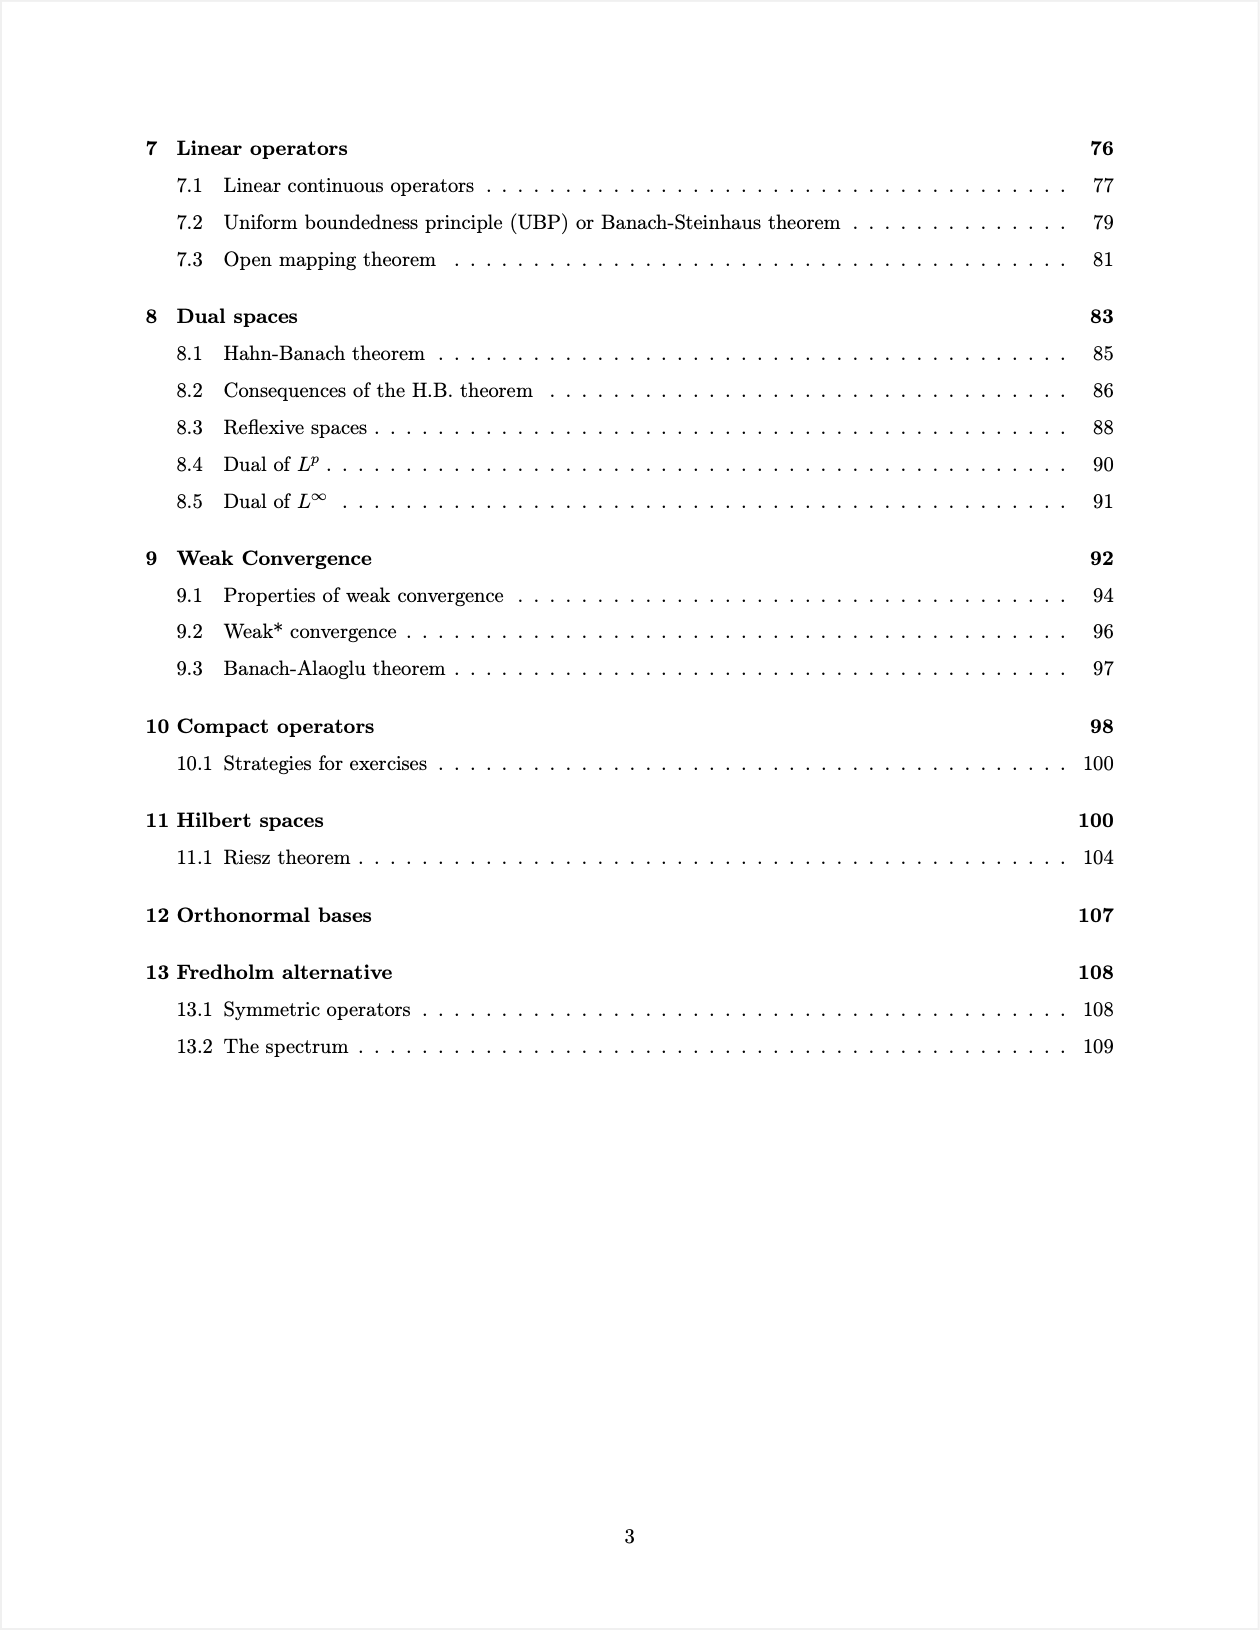 7 Linear operators 76
7.1 Linear continuous operators . . . . . . . . . . . . . . . . . . . . . . . . . . . . . . . . . . . . . 77
7.2 Uniform boundedness principle (UBP) or Banach-Steinhaus theorem . . . . . . . . . . . . . . 79
7.3 Open mapping theorem . . . . . . . . . . . . . . . . . . . . . . . . . . . . . . . . . . . . . . . 81
8 Dual spaces 83
8.1 Hahn-Banach theorem . . . . . . . . . . . . . . . . . . . . . . . . . . . . . . . . . . . . . . . . 85
8.2 Consequences of the H.B. theorem . . . . . . . . . . . . . . . . . . . . . . . . . . . . . . . . . 86
8.3 Reflexive spaces . . . . . . . . . . . . . . . . . . . . . . . . . . . . . . . . . . . . . . . . . . . . 88
8.4 Dual of L^p . . . . . . . . . . . . . . . . . . . . . . . . . . . . . . . . . . . . . . . . . . . . . . . 90
8.5 Dual of L^∞ . . . . . . . . . . . . . . . . . . . . . . . . . . . . . . . . . . . . . . . . . . . . . . 91
9 Weak Convergence 92
9.1 Properties of weak convergence . . . . . . . . . . . . . . . . . . . . . . . . . . . . . . . . . . . 94
9.2 Weak* convergence . . . . . . . . . . . . . . . . . . . . . . . . . . . . . . . . . . . . . . . . . . 96
9.3 Banach-Alaoglu theorem . . . . . . . . . . . . . . . . . . . . . . . . . . . . . . . . . . . . . . . 97
10 Compact operators 98
10.1 Strategies for exercises . . . . . . . . . . . . . . . . . . . . . . . . . . . . . . . . . . . . . . . . 100
11 Hilbert spaces 100
11.1 Riesz theorem . . . . . . . . . . . . . . . . . . . . . . . . . . . . . . . . . . . . . . . . . . . . . 104
12 Orthonormal bases 107
13 Fredholm alternative 108
13.1 Symmetric operators . . . . . . . . . . . . . . . . . . . . . . . . . . . . . . . . . . . . . . . . . 108
13.2 The spectrum . . . . . . . . . . . . . . . . . . . . . . . . . . . . . . . . . . . . . . . . . . . . . 109
3